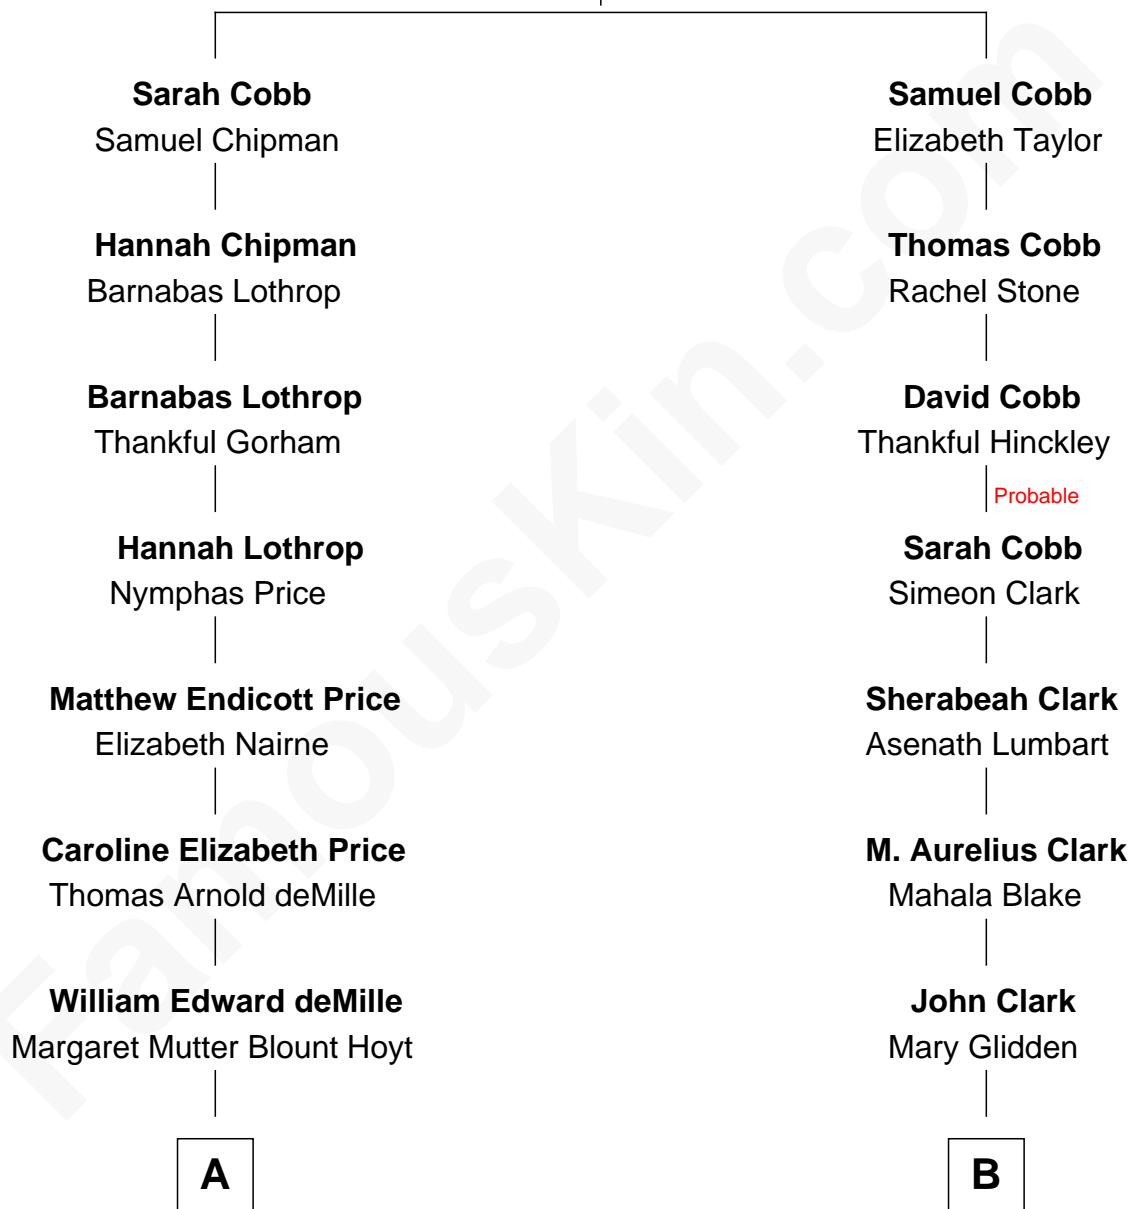 Sarah Cobb
Samuel Chipman
Hannah Chipman
Barnabas Lothrop
Barnabas Lothrop
Thankful Gorham
Hannah Lothrop
Nymphas Price
Matthew Endicott Price
Elizabeth Nairne
Caroline Elizabeth Price
Thomas Arnold deMille
William Edward deMille
Margaret Mutter Blount Hoyt
A
Samuel Cobb
Elizabeth Taylor
Thomas Cobb
Rachel Stone
David Cobb
Thankful Hinckley
Probable
Sarah Cobb
Simeon Clark
Sherabeah Clark
Asenath Lumbart
M. Aurelius Clark
Mahala Blake
John Clark
Mary Glidden
B
FamousKin.com